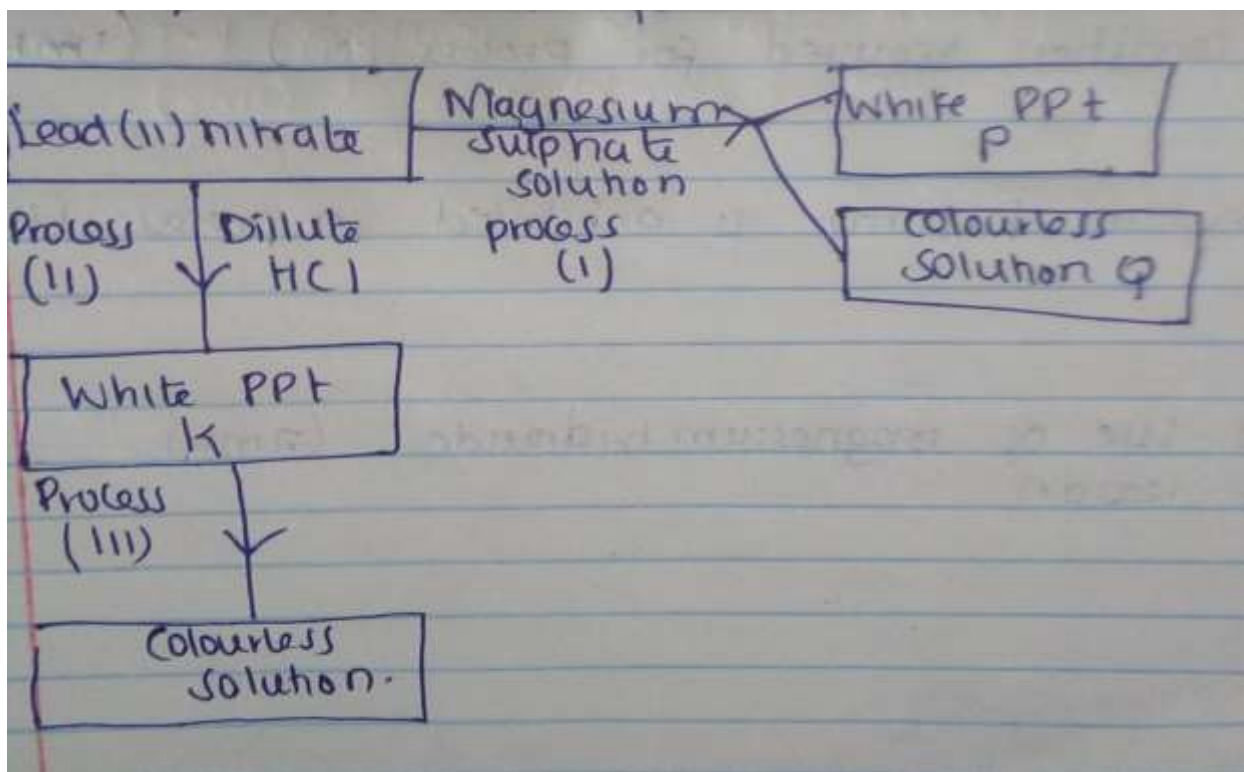 Lead (II) nitrate
Magnesium
sulphate
solution
process
(I)
White PPt
P
Colourless
solution Q
Process
(II)
Dillute
HCl
White PPt
K
Process
(III)
Colourless
solution.